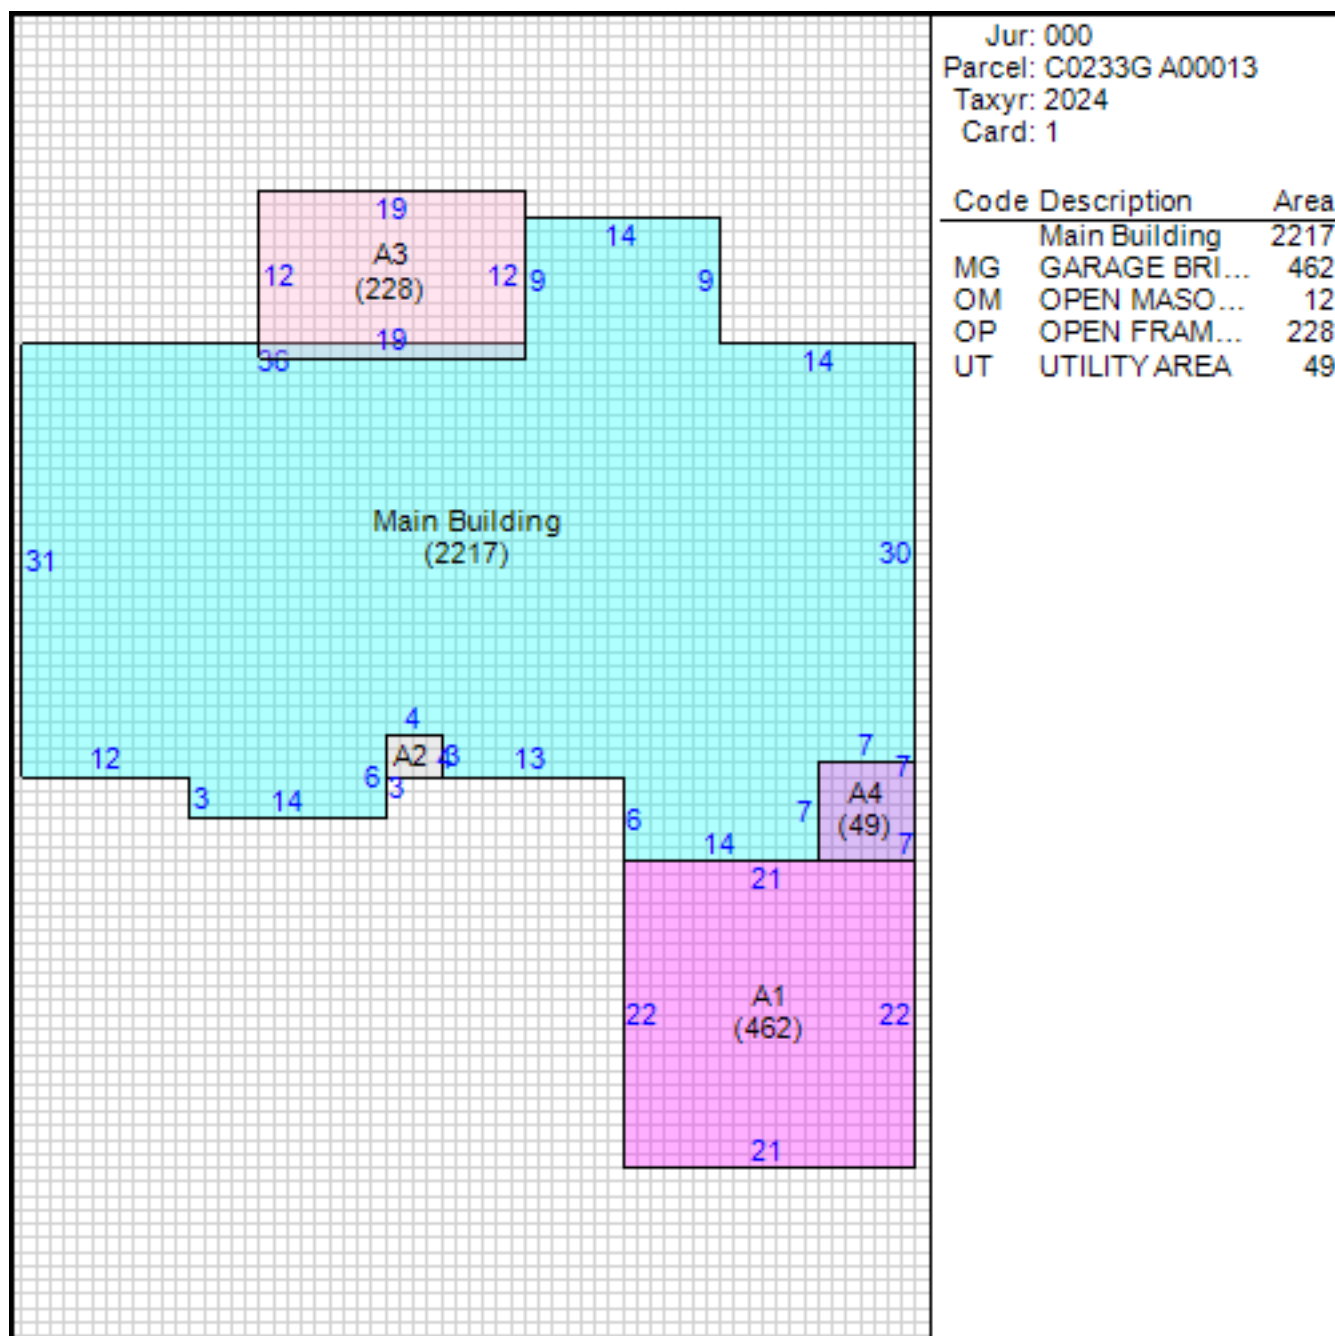 Jur: 000
Parcel: C0233G A00013
Taxyr: 2024
Card: 1
Code Description Area
Main Building 2217
MG GARAGE BRI... 462
OM OPEN MASO... 12
OP OPEN FRAM... 228
UT UTILITY AREA 49
19
14
A3
12 12 9 9
(228)
19
36 14
Main Building
(2217)
31 30
4
12 A2 4 3 13 7 7
6 3
3 14 A4
6 7 (49)
14 7
21
A1
22 22
(462)
21